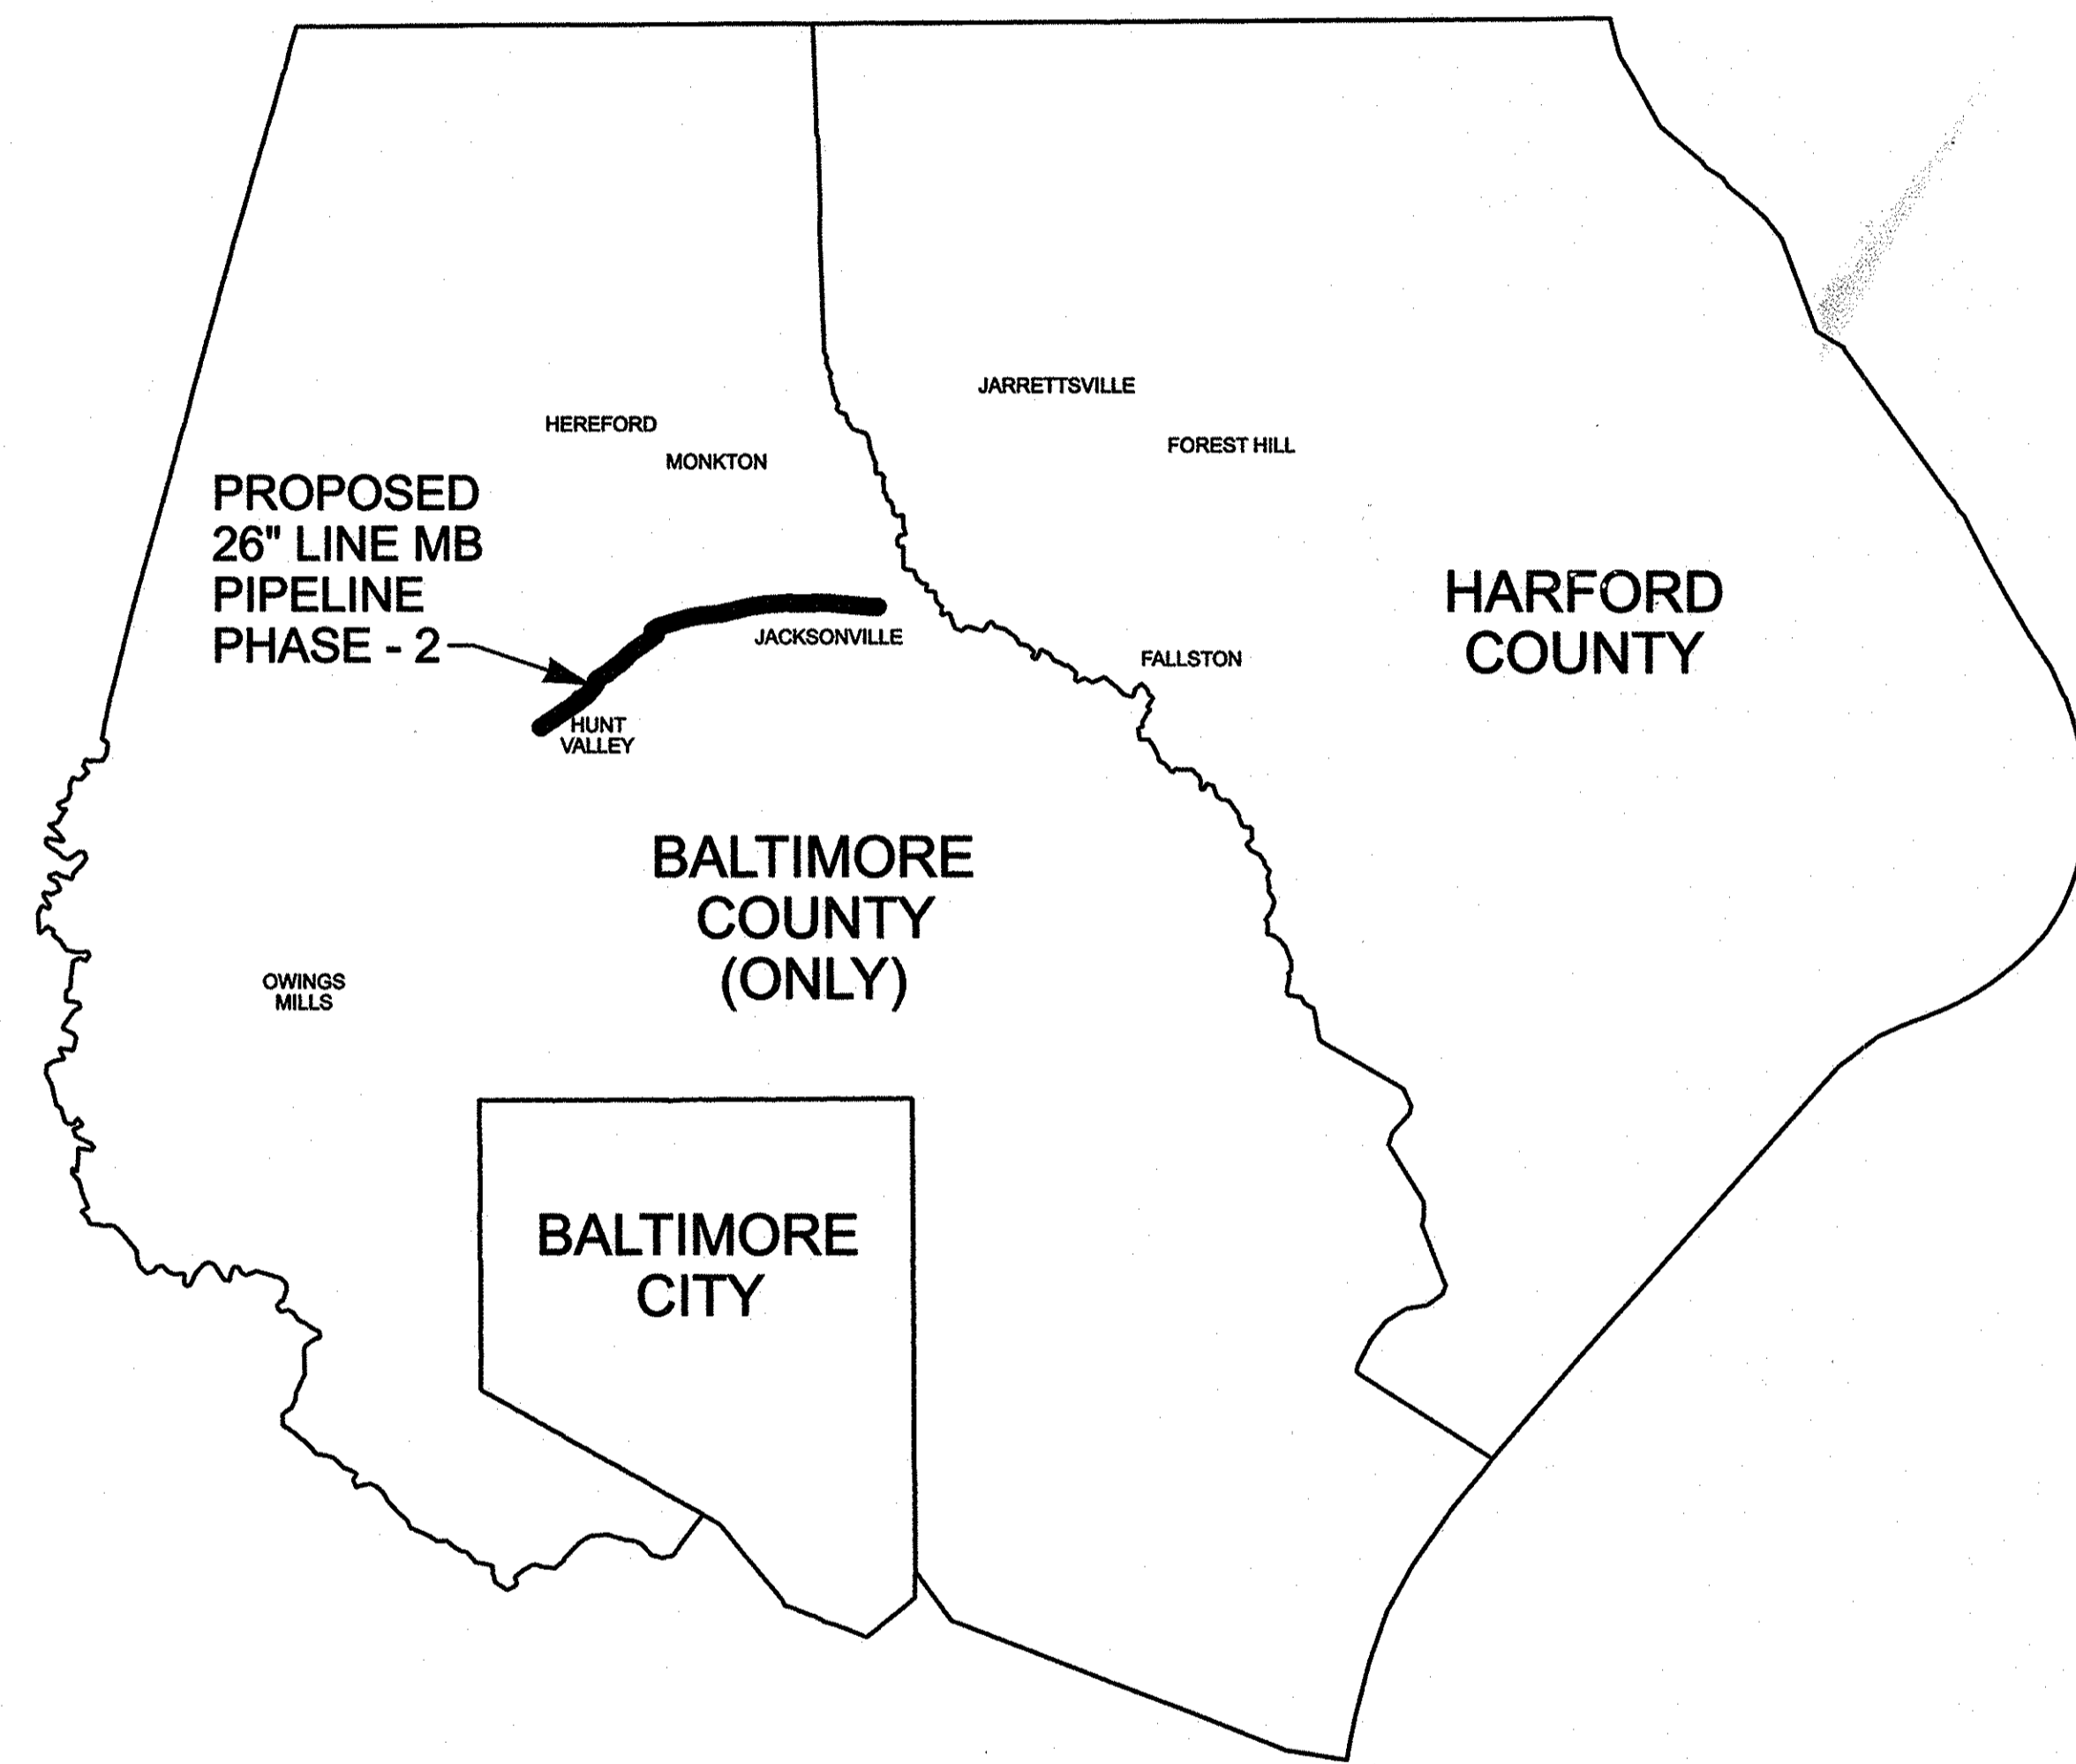 JARRETTSVILLE
HEREFORD
FOREST HILL
MONKTON
PROPOSED
26" LINE MB
PIPELINE
PHASE - 2
HARFORD
COUNTY
JACKSONVILLE
FALLSTON
HUNT
VALLEY
BALTIMORE
COUNTY
(ONLY)
OWINGS
MILLS
BALTIMORE
CITY